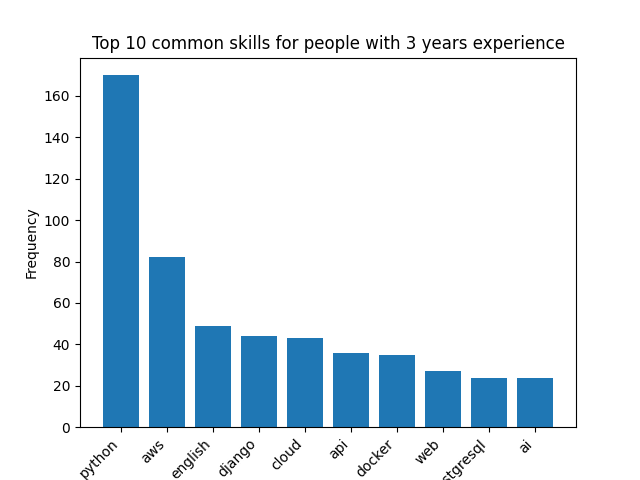 Top 10 common skills for people with 3 years experience
Frequency
160
140
120
100
80
60
40
20
0
python
aws
english
django
cloud
api
docker
web
stgresql
ai